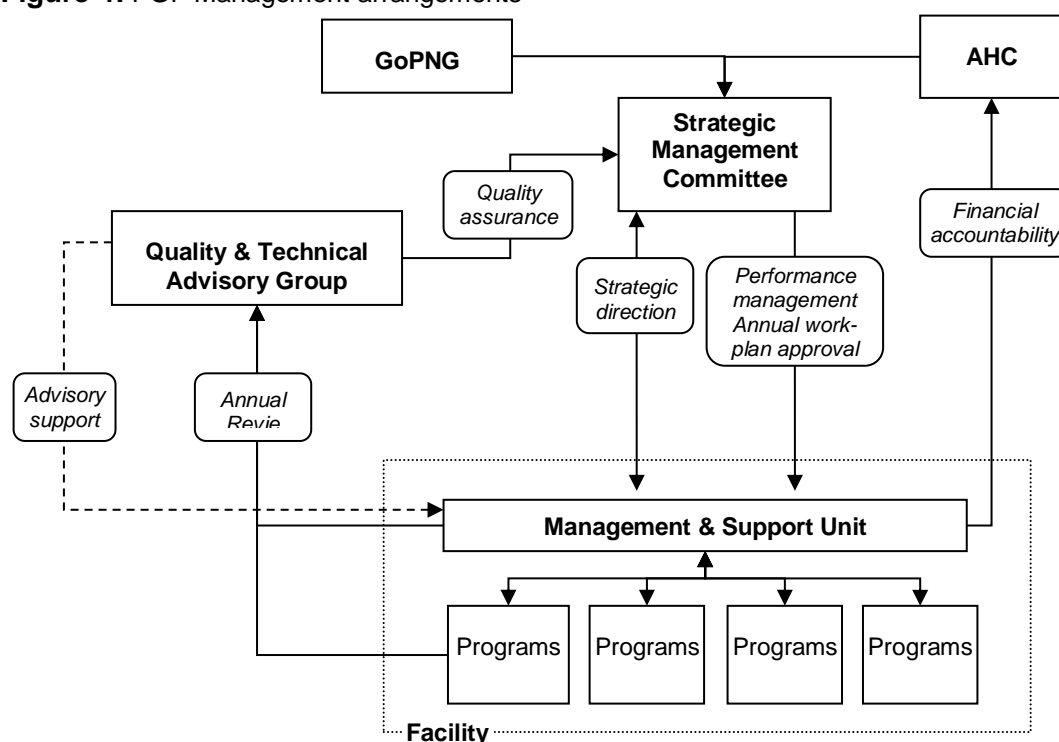 Management arrangements
GoPNG
AHC
Strategic
Management
Committee
Quality
assurance
Financial
accountability
Quality & Technical
Advisory Group
Strategic
direction
Performance
management
Annual work-
plan approval
Advisory
support
Annual
Revie
Management & Support Unit
Programs
Programs
Programs
Programs
Facility